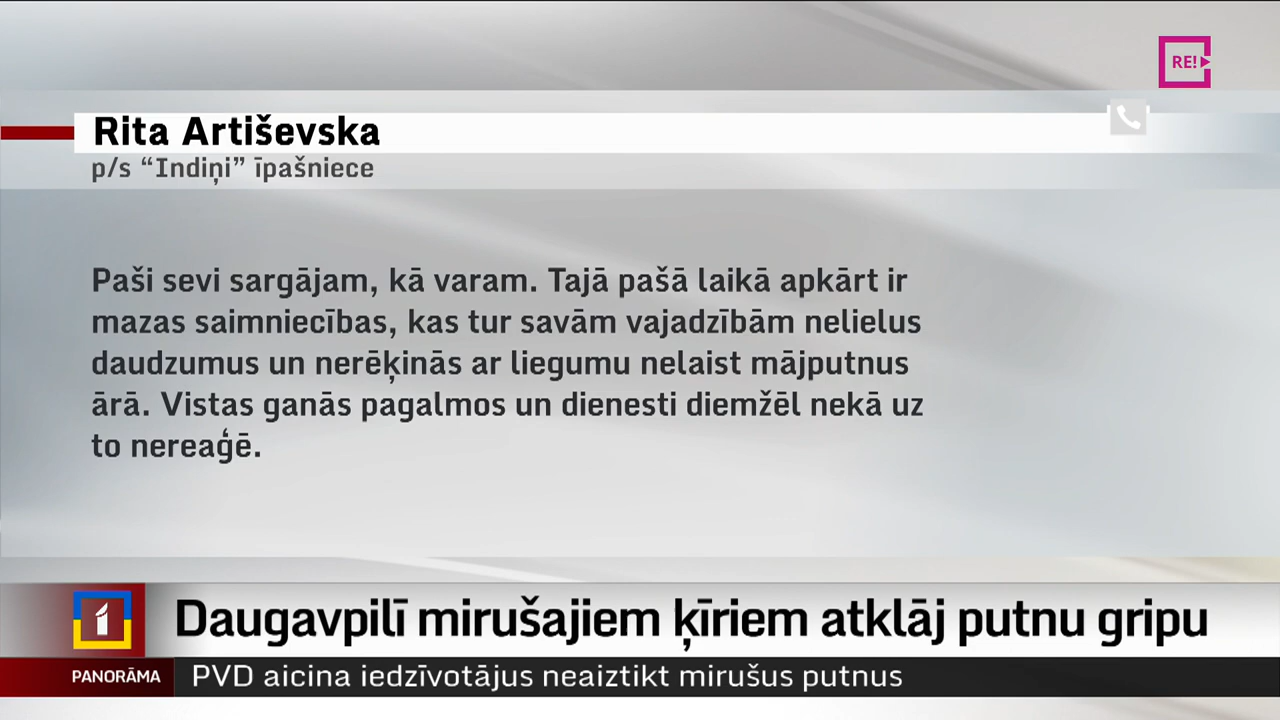 RE!
Rita Artiševska
p/s “Indiņi” īpašniece
Paši sevi sargājam, kā varam. Tajā pašā laikā apkārt ir
mazas saimniecības, kas tur savām vajadzībām nelielus
daudzumus un nerēķinās ar liegumu nelaist mājputnus
ārā. Vistas ganās pagalmos un dienesti diemžēl nekā uz
to nereaģē.
1
Daugavpilī mirušajiem ķīriem atklāj putnu gripu
PANORĀMA
PVD aicina iedzīvotājus neaiztikt mirušus putnus